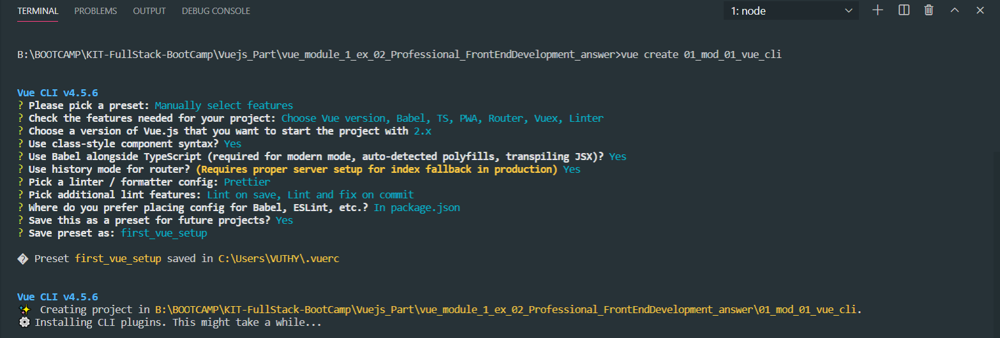 TERMINAL PROBLEMS OUTPUT DEBUG CONSOLE 1: node
B:\BOOTCAMP\KIT-FullStack-BootCamp\Vuejs_Part\vue_module_1_ex_02_Professional_FrontEndDevelopment_answer>vue create 01_mod_01_vue_cli
Vue CLI v4.5.6
? Please pick a preset: Manually select features
? Check the features needed for your project: Choose Vue version, Babel, TS, PWA, Router, Vuex, Linter
? Choose a version of Vue.js that you want to start the project with 2.x
? Use class-style component syntax? Yes
? Use Babel alongside TypeScript (required for modern mode, auto-detected polyfills, transpiling JSX)? Yes
? Use history mode for router? (Requires proper server setup for index fallback in production) Yes
? Pick a linter / formatter config: Prettier
? Pick additional lint features: Lint on save, Lint and fix on commit
? Where do you prefer placing config for Babel, ESLint, etc.? In package.json
? Save this as a preset for future projects? Yes
? Save preset as: first_vue_setup
� Preset first_vue_setup saved in C:\Users\VUTHY\.vuerc
Vue CLI v4.5.6
✨ Creating project in B:\BOOTCAMP\KIT-FullStack-BootCamp\Vuejs_Part\vue_module_1_ex_02_Professional_FrontEndDevelopment_answer\01_mod_01_vue_cli.
⚙ Installing CLI plugins. This might take a while...